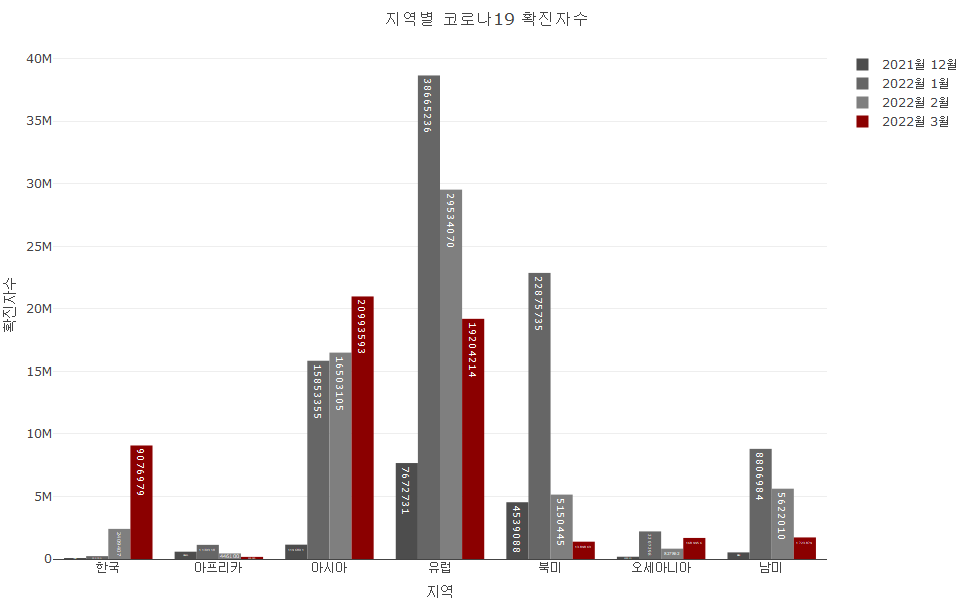 지역별 코로나19 확진자수
40M
35M
30M
25M
20M
15M
10M
5M
0
확진자수
9076979
15853355
16503105
20993593
7672731
38665236
29534070
19204214
4539088
22875735
5150445
8806984
5622010
한국
아프리카
아시아
유럽
북미
오세아니아
남미
지역
2021월 12월
2022월 1월
2022월 2월
2022월 3월